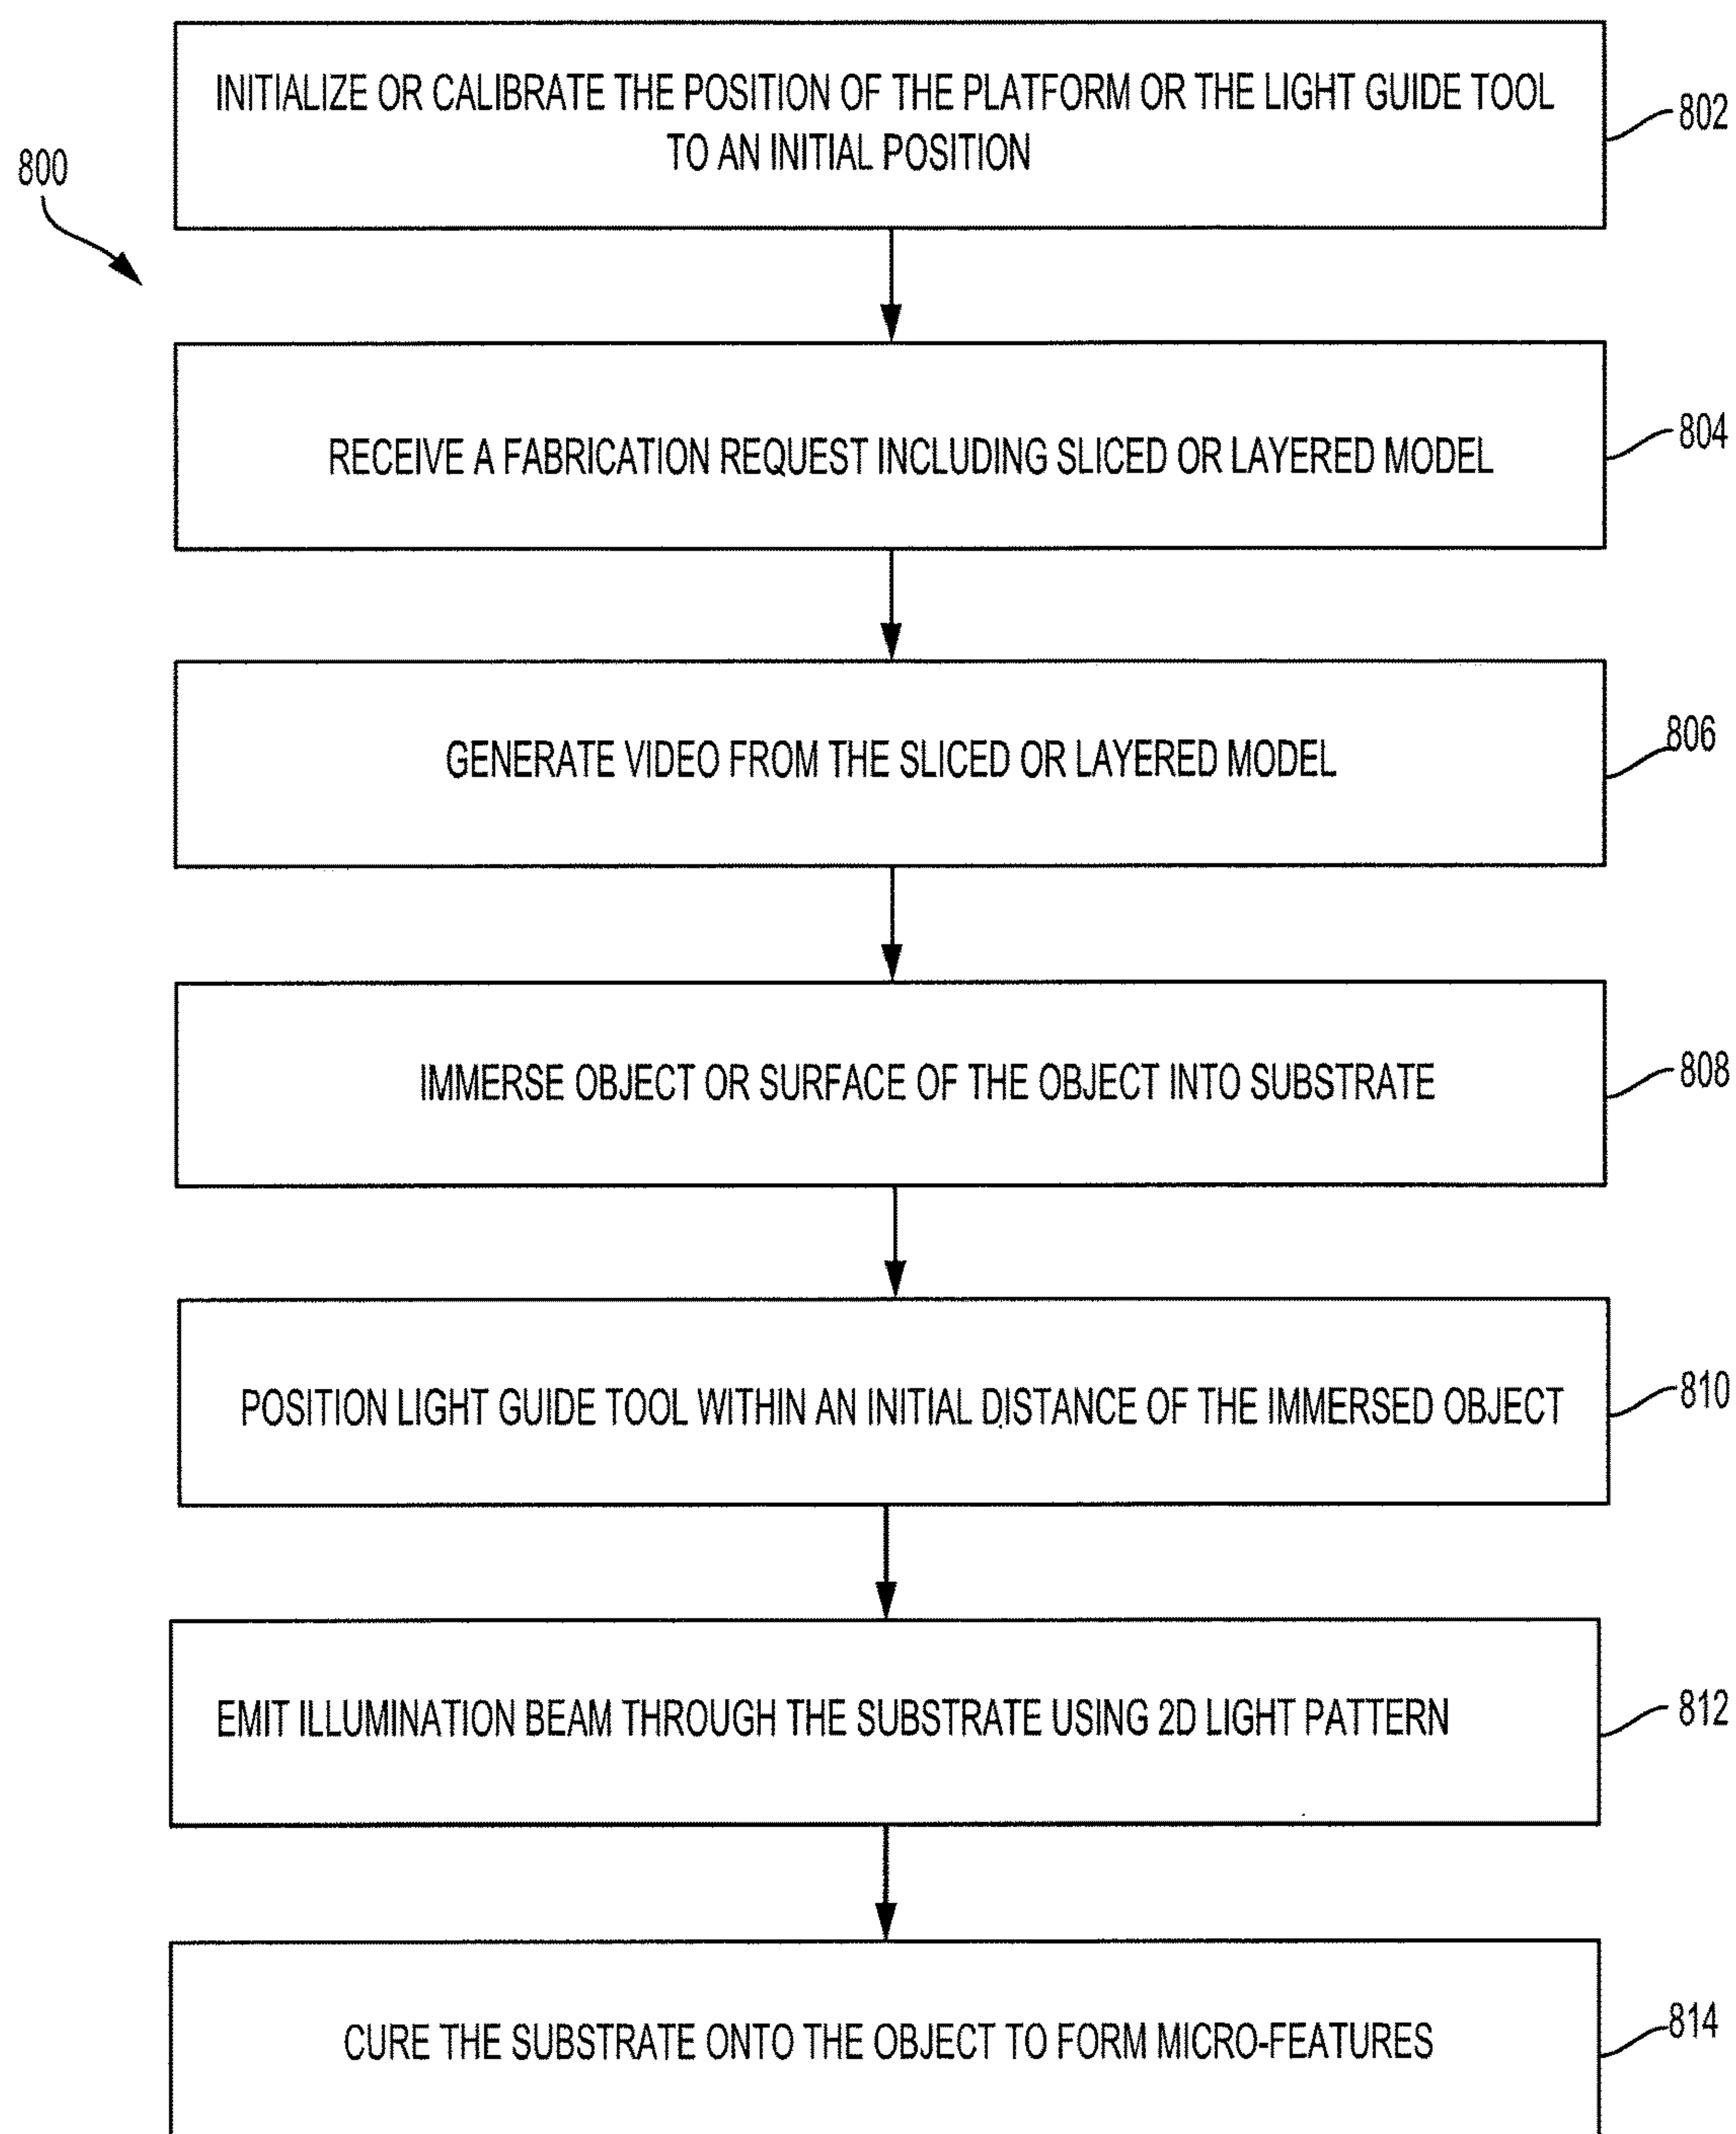 INITIALIZE OR CALIBRATE THE POSITION OF THE PLATFORM OR THE LIGHT GUIDE TOOL
TO AN INITIAL POSITION
802
800
RECEIVE A FABRICATION REQUEST INCLUDING SLICED OR LAYERED MODEL
804
GENERATE VIDEO FROM THE SLICED OR LAYERED MODEL
806
IMMERSE OBJECT OR SURFACE OF THE OBJECT INTO SUBSTRATE
808
POSITION LIGHT GUIDE TOOL WITHIN AN INITIAL DISTANCE OF THE IMMERSED OBJECT
810
EMIT ILLUMINATION BEAM THROUGH THE SUBSTRATE USING 2D LIGHT PATTERN
812
CURE THE SUBSTRATE ONTO THE OBJECT TO FORM MICRO-FEATURES
814